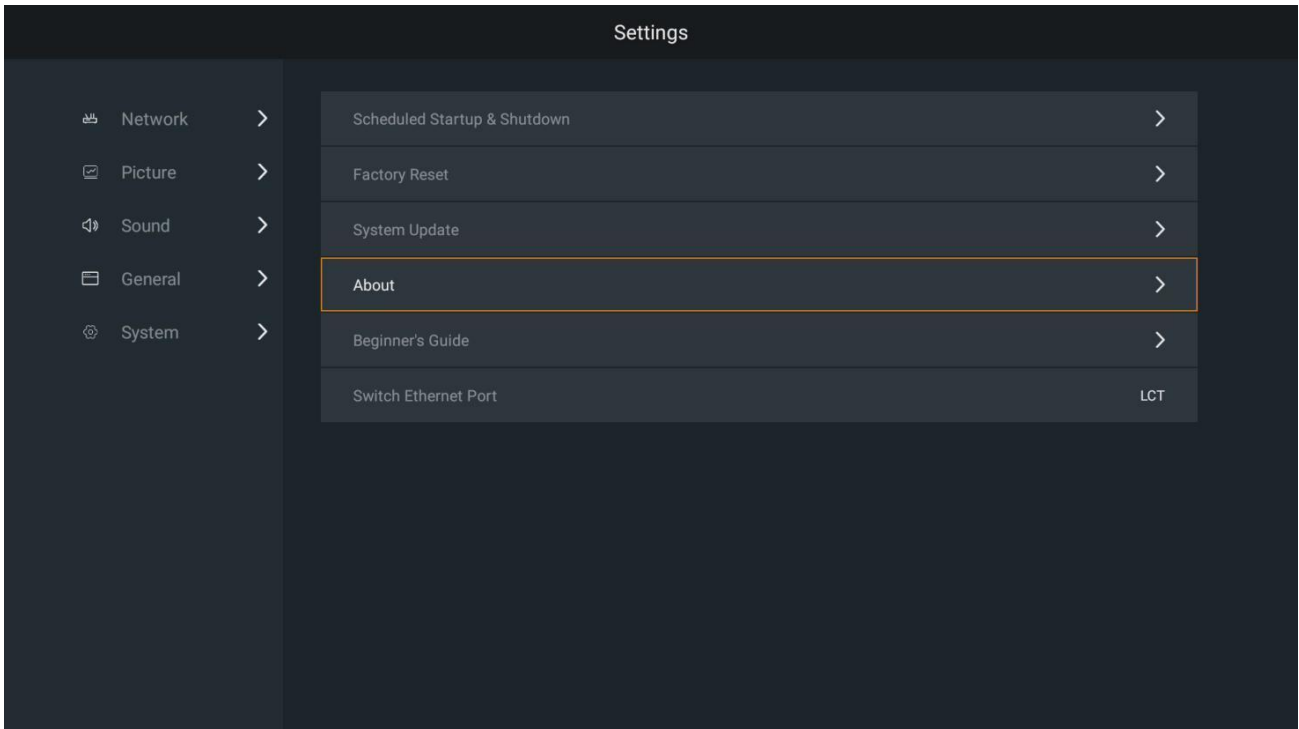 Settings
Network
Picture
Sound
General
System
Scheduled Startup & Shutdown
Factory Reset
System Update
About
Beginner's Guide
Switch Ethernet Port LCT